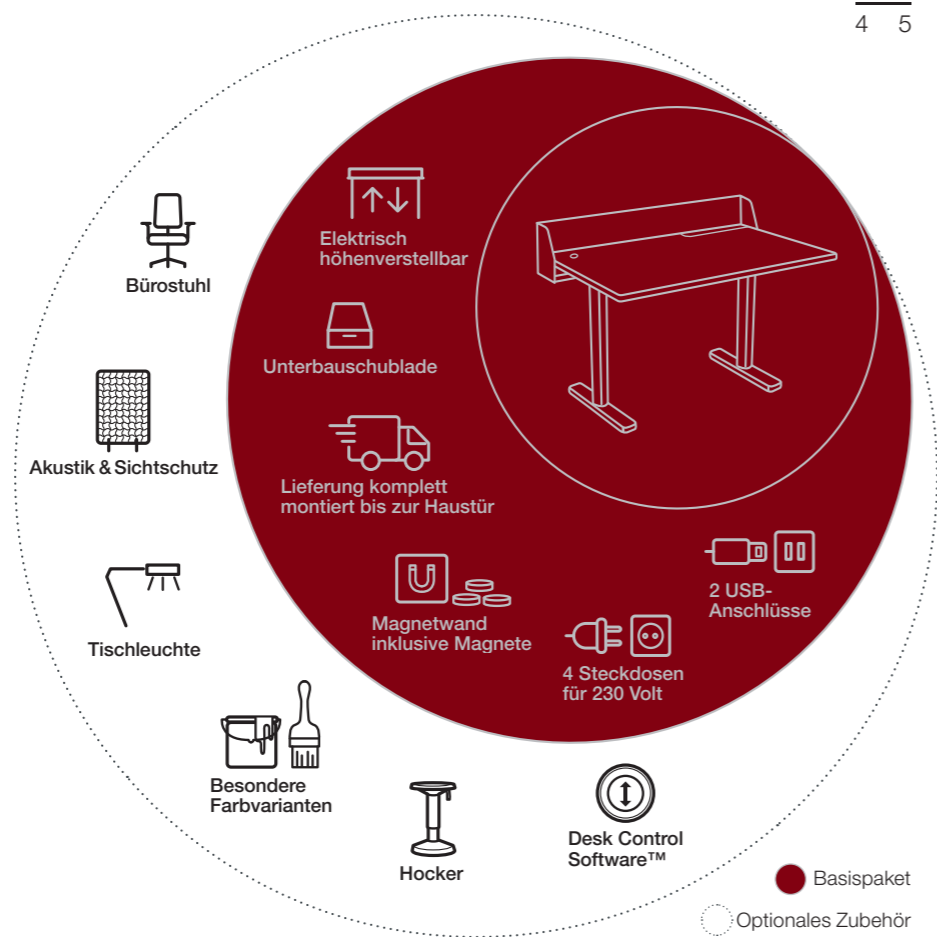 4 5
Elektrisch
höhenverstellbar
Bürostuhl
Unterbauschublade
Akustik & Sichtschutz
Lieferung komplett
montiert bis zur Haustür
2 USB-
Anschlüsse
Magnetwand
inklusive Magnete
Tischleuchte
4 Steckdosen
für 230 Volt
Besondere
Farbvarianten
Desk Control
Software™
Hocker
Basispaket
Optionales Zubehör